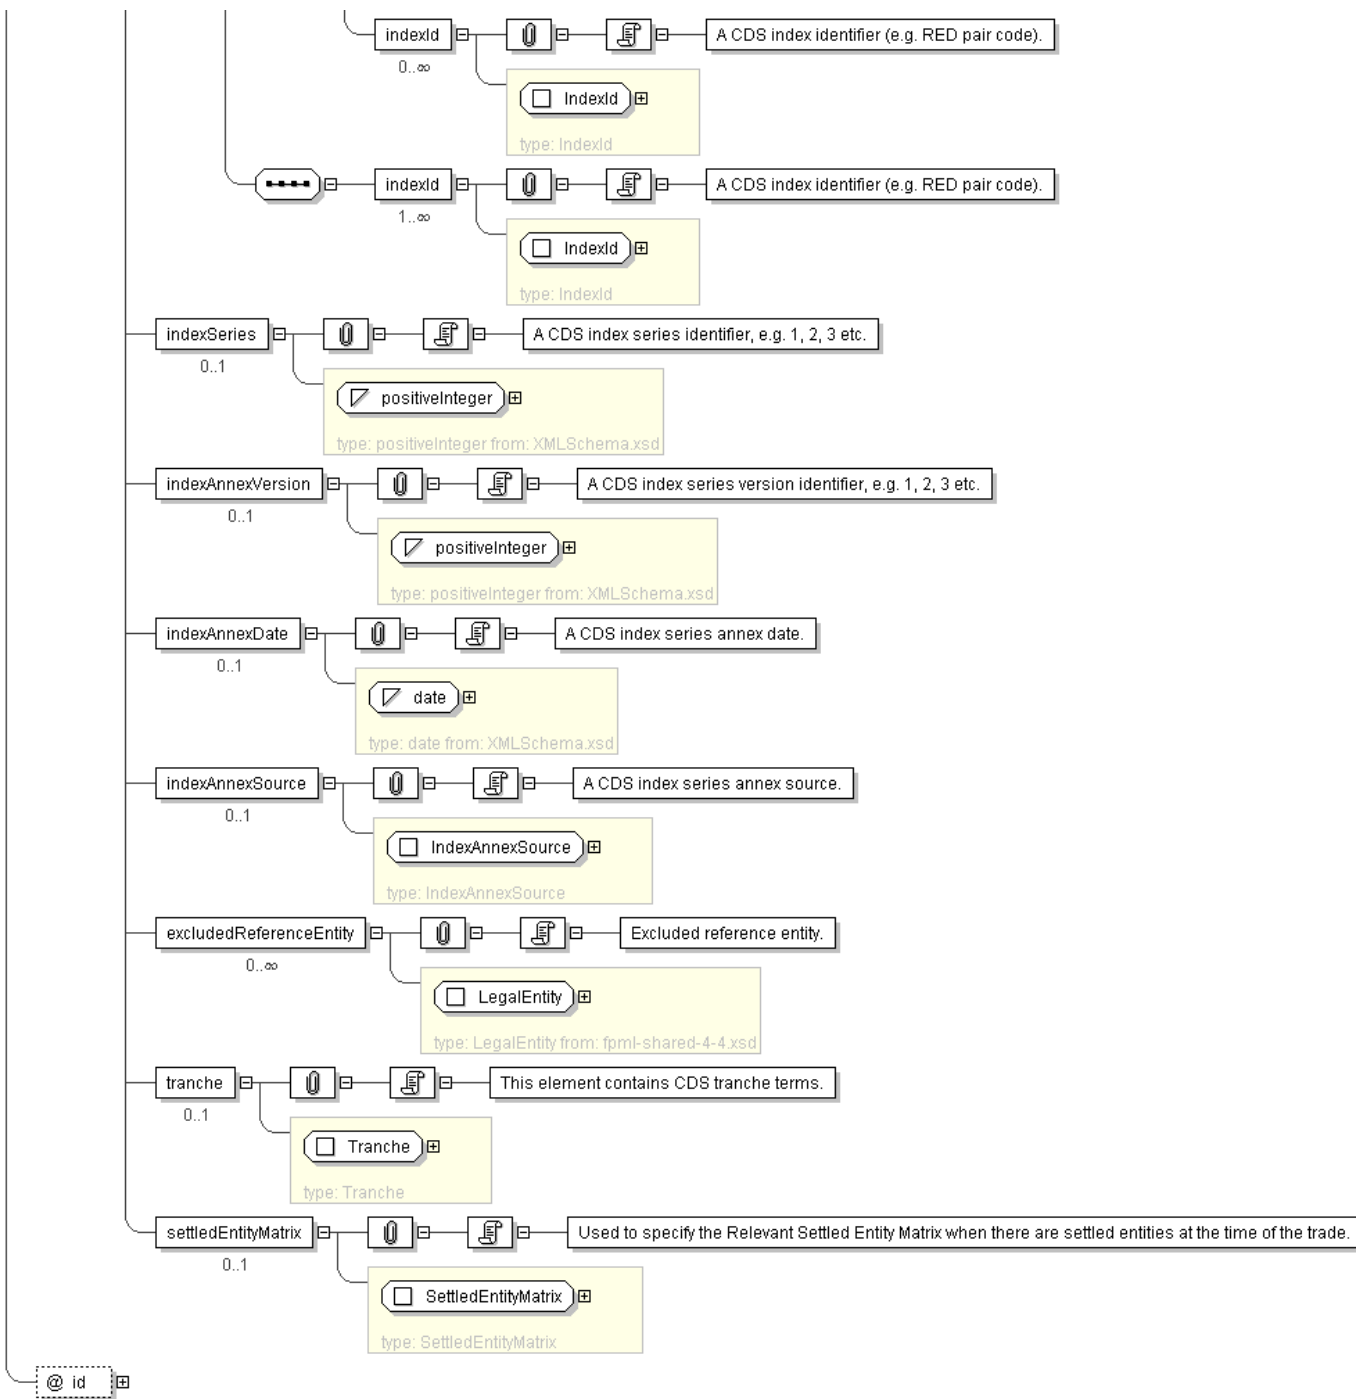 indexId A CDS index identifier (e.g. RED pair code).
0..∞
IndexId
type: IndexId
indexId A CDS index identifier (e.g. RED pair code).
1..∞
IndexId
type: IndexId
indexSeries A CDS index series identifier, e.g. 1, 2, 3 etc.
0..1
positiveInteger
type: positiveInteger from: XMLSchema.xsd
indexAnnexVersion A CDS index series version identifier, e.g. 1, 2, 3 etc.
0..1
positiveInteger
type: positiveInteger from: XMLSchema.xsd
indexAnnexDate A CDS index series annex date.
0..1
date
type: date from: XMLSchema.xsd
indexAnnexSource A CDS index series annex source.
0..1
IndexAnnexSource
type: IndexAnnexSource
excludedReferenceEntity Excluded reference entity.
0..∞
LegalEntity
type: LegalEntity from: fpml-shared-4-4.xsd
tranche This element contains CDS tranche terms.
0..1
Tranche
type: Tranche
settledEntityMatrix Used to specify the Relevant Settled Entity Matrix when there are settled entities at the time of the trade.
0..1
SettledEntityMatrix
type: SettledEntityMatrix
@ id